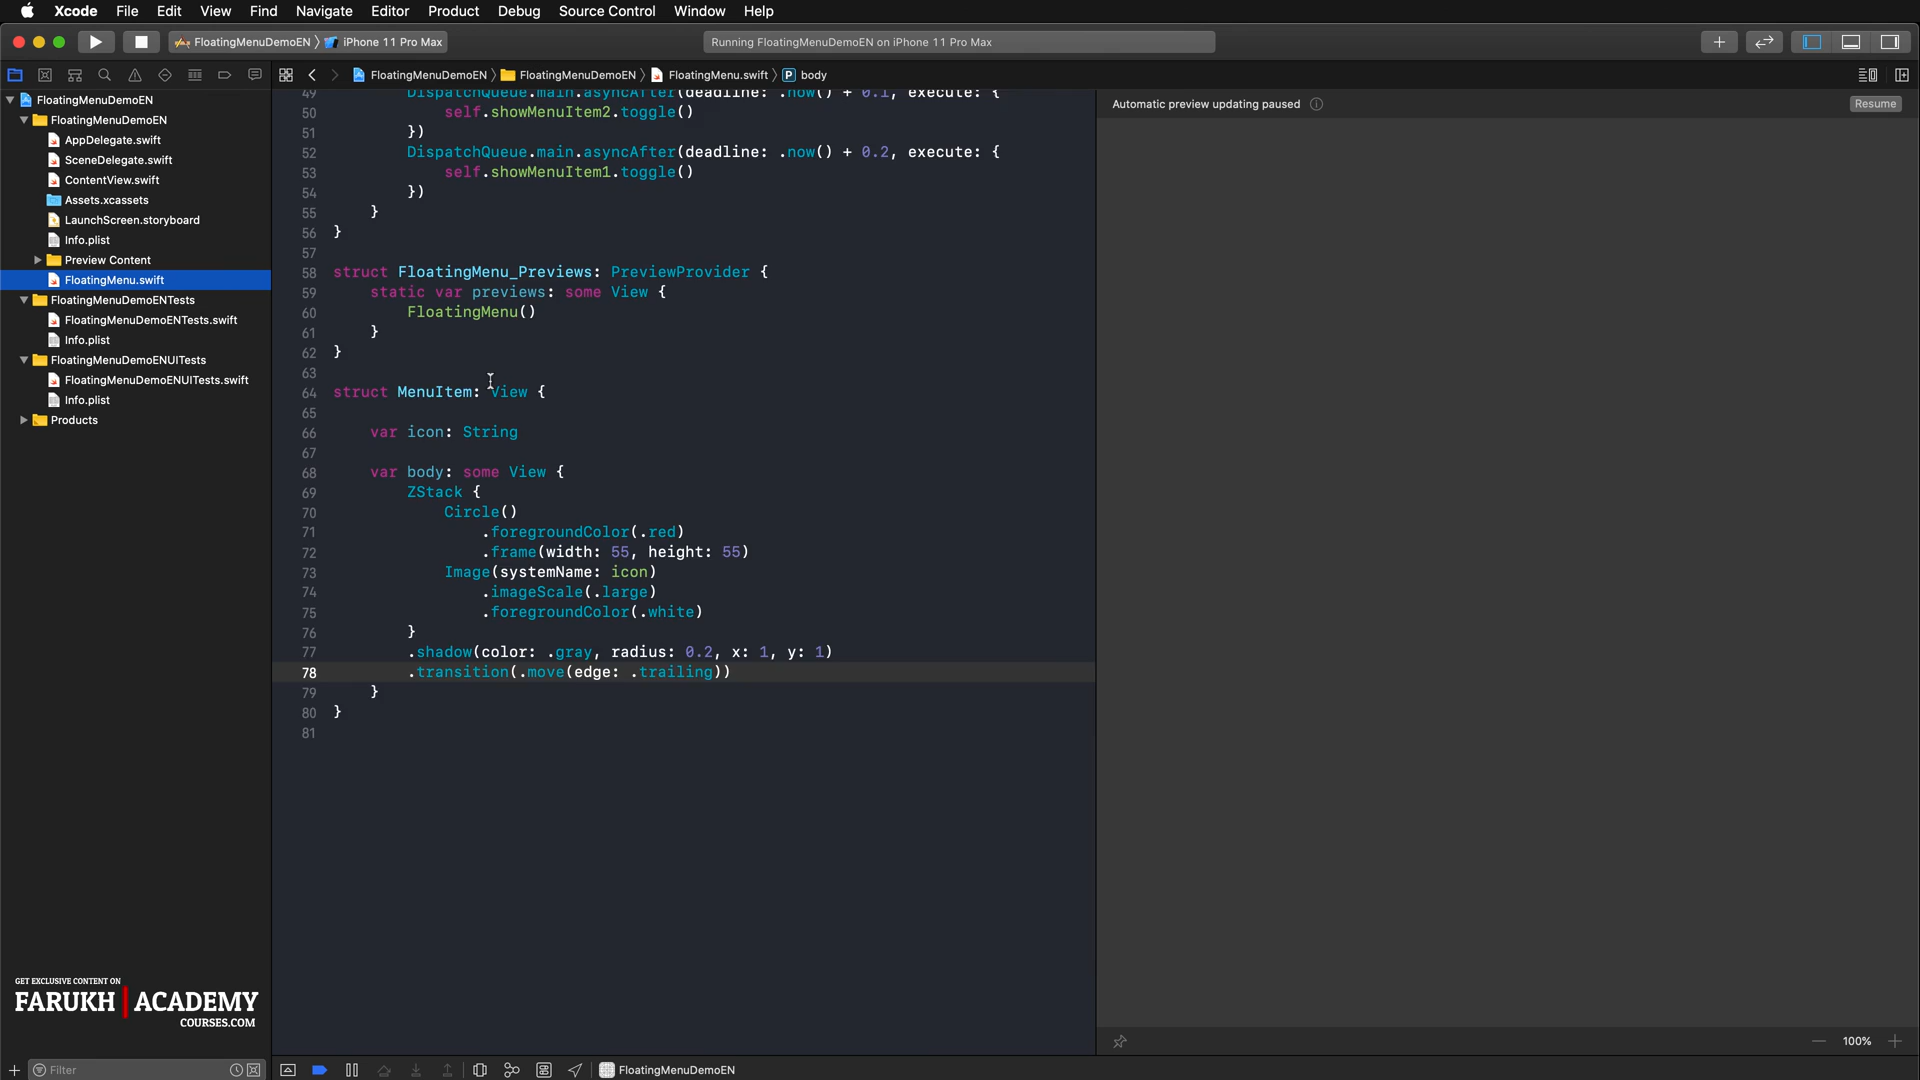 Xcode File Edit View Find Navigate Editor Product Debug Source Control Window Help
FloatingMenuDemoEN iPhone 11 Pro Max
Running FloatingMenuDemoEN on iPhone 11 Pro Max
FloatingMenuDemoEN FloatingMenuDemoEN FloatingMenu.swift P body
FloatingMenuDemoEN
FloatingMenuDemoEN
AppDelegate.swift
SceneDelegate.swift
ContentView.swift
Assets.xcassets
LaunchScreen.storyboard
Info.plist
Preview Content
FloatingMenu.swift
FloatingMenuDemoENTests
FloatingMenuDemoENTests.swift
Info.plist
FloatingMenuDemoENUITests
FloatingMenuDemoENUITests.swift
Info.plist
Products
GET EXCLUSIVE CONTENT ON
FARUKH ACADEMY
COURSES.COM
Filter
49 DispatchQueue.main.asyncAfter(deadline: .now() + 0.1, execute: {
50 self.showMenuItem2.toggle()
51 })
52 DispatchQueue.main.asyncAfter(deadline: .now() + 0.2, execute: {
53 self.showMenuItem1.toggle()
54 })
55 }
56 }
57
58 struct FloatingMenu_Previews: PreviewProvider {
59 static var previews: some View {
60 FloatingMenu()
61 }
62 }
63
64 struct MenuItem: View {
65
66 var icon: String
67
68 var body: some View {
69 ZStack {
70 Circle()
71 .foregroundColor(.red)
72 .frame(width: 55, height: 55)
73 Image(systemName: icon)
74 .imageScale(.large)
75 .foregroundColor(.white)
76 }
77 .shadow(color: .gray, radius: 0.2, x: 1, y: 1)
78 .transition(.move(edge: .trailing))
79 }
80 }
81
Automatic preview updating paused
Resume
100%
FloatingMenuDemoEN